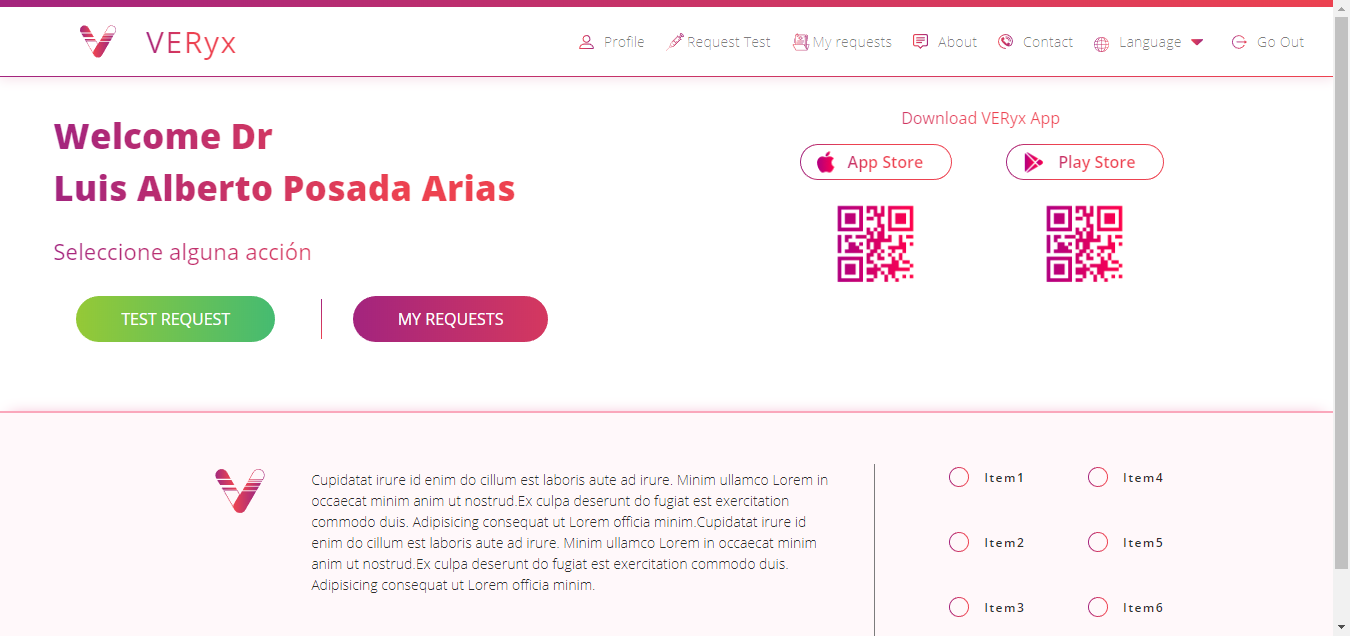 VERyx
Profile
Request Test
My requests
About
Contact
Language
Go Out
Welcome Dr
Luis Alberto Posada Arias
Seleccione alguna acción
TEST REQUEST
MY REQUESTS
Download VERyx App
App Store
Play Store
Cupidatat irure id enim do cillum est laboris aute ad irure. Minim ullamco Lorem in
occaecat minim anim ut nostrud.Ex culpa deserunt do fugiat est exercitation
commodo duis. Adipisicing consequat ut Lorem officia minim.Cupidatat irure id
enim do cillum est laboris aute ad irure. Minim ullamco Lorem in occaecat minim
anim ut nostrud.Ex culpa deserunt do fugiat est exercitation commodo duis.
Adipisicing consequat ut Lorem officia minim.
Item1
Item4
Item2
Item5
Item3
Item6